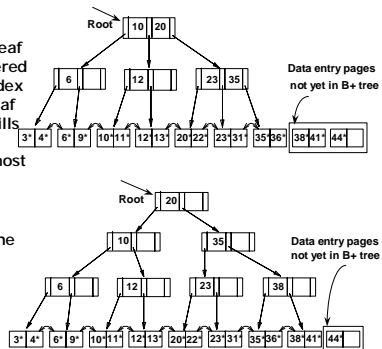 Root
10 20
eaf
ered
dex
af
ills
6
12
23 35
Data entry pages
not yet in B+ tree
3* 4* 6* 9* 10* 11* 12* 13* 20* 22* 23* 31* 35* 36* 38* 41* 44*
nost
Root
20
10
35
Data entry pages
not yet in B+ tree
ne
6
12
23
38
3* 4* 6* 9* 10* 11* 12* 13* 20* 22* 23* 31* 35* 36* 38* 41* 44*